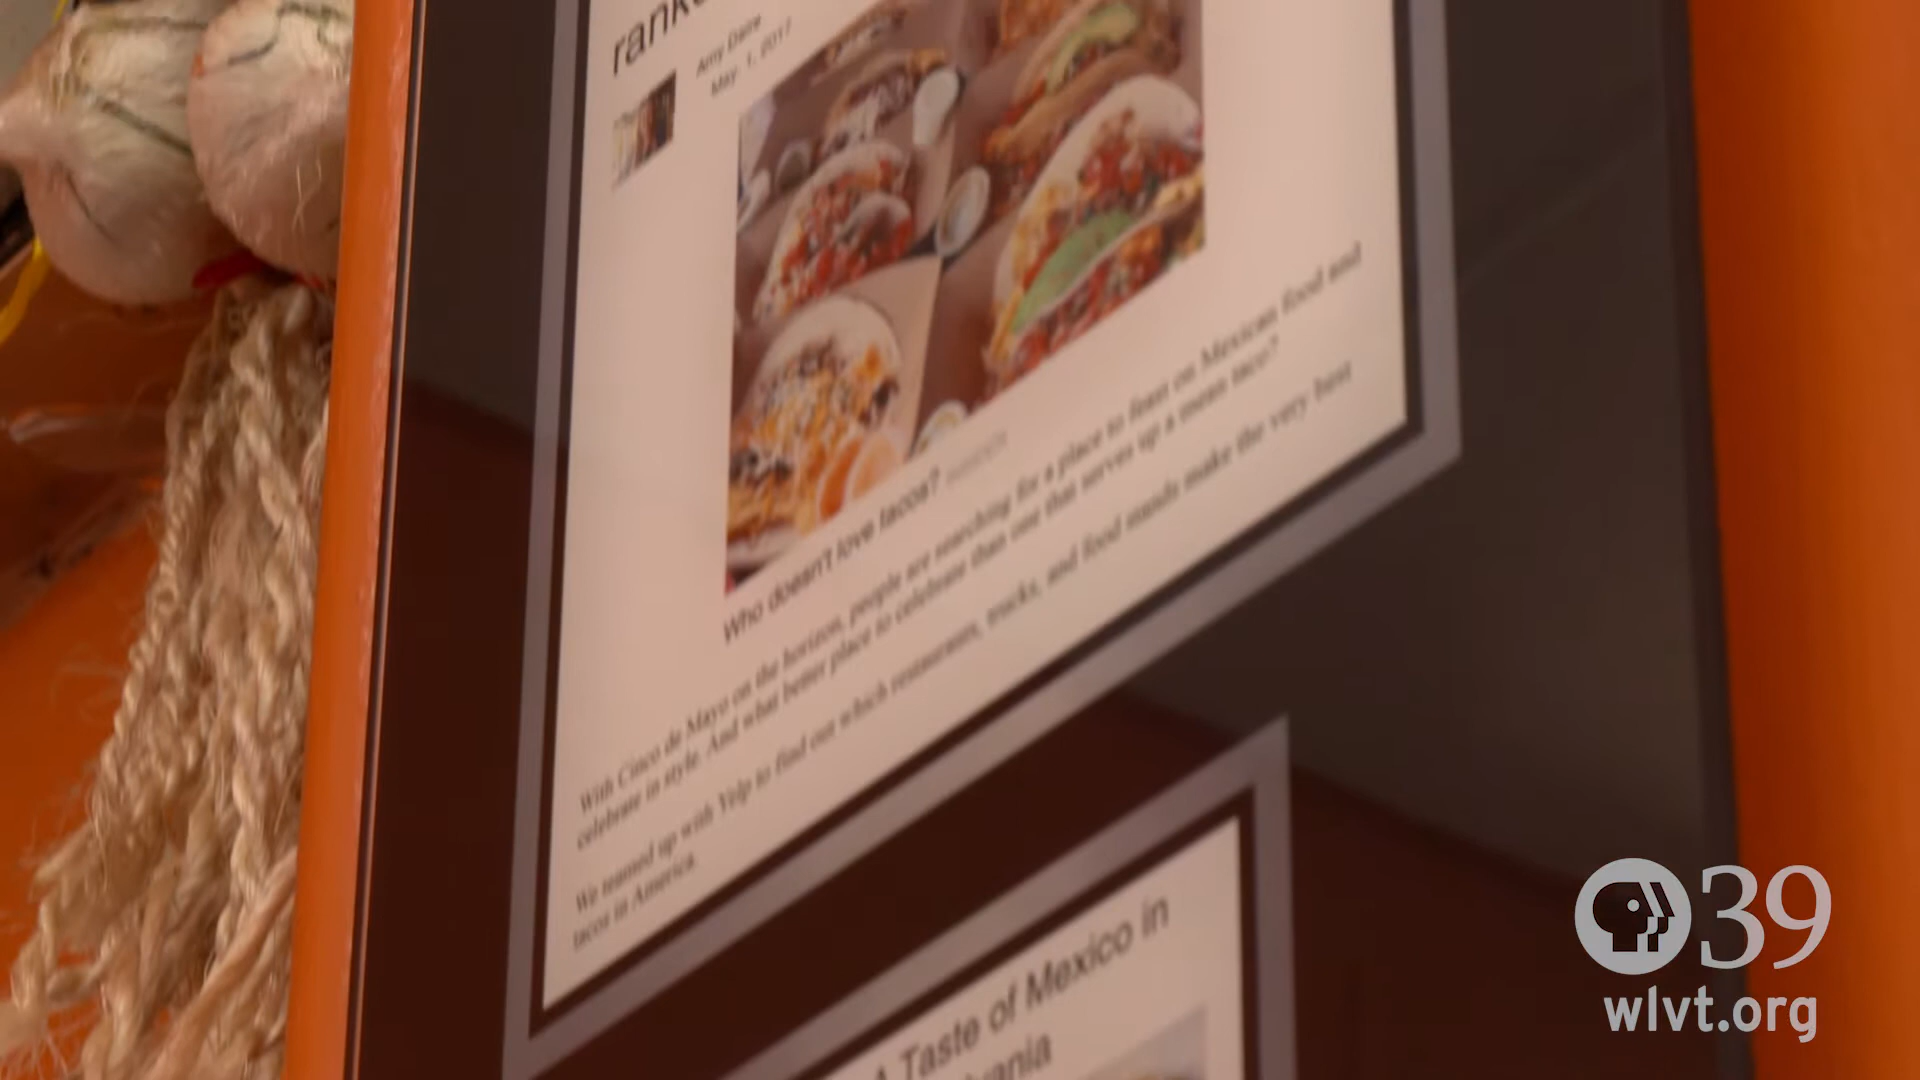 Amy Daire
May. 1, 2017
Who doesn't love tacos?
With Cinco de Mayo on the horizon, people are searching for a place to feast on Mexican food and
celebrate in style. And what better place to celebrate than one that serves up a mean taco?
We teamed up with Yelp to find out which restaurants, trucks, and food stands make the very best
tacos in America.
A Taste of Mexico in
39
wlvt.org